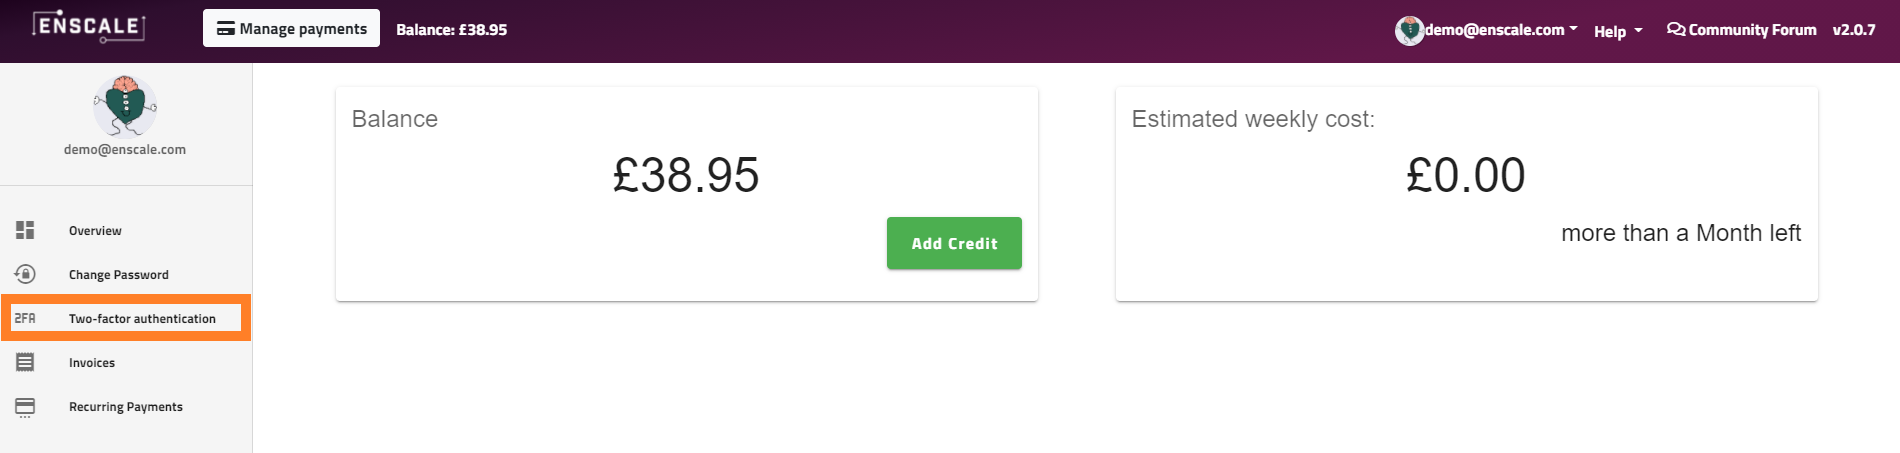 ENSCALE
Manage payments
Balance: £38.95
demo@enscale.com
Help
Community Forum
v2.0.7
demo@enscale.com
Overview
Change Password
2FA Two-factor authentication
Invoices
Recurring Payments
Balance
£38.95
Add Credit
Estimated weekly cost:
£0.00
more than a Month left